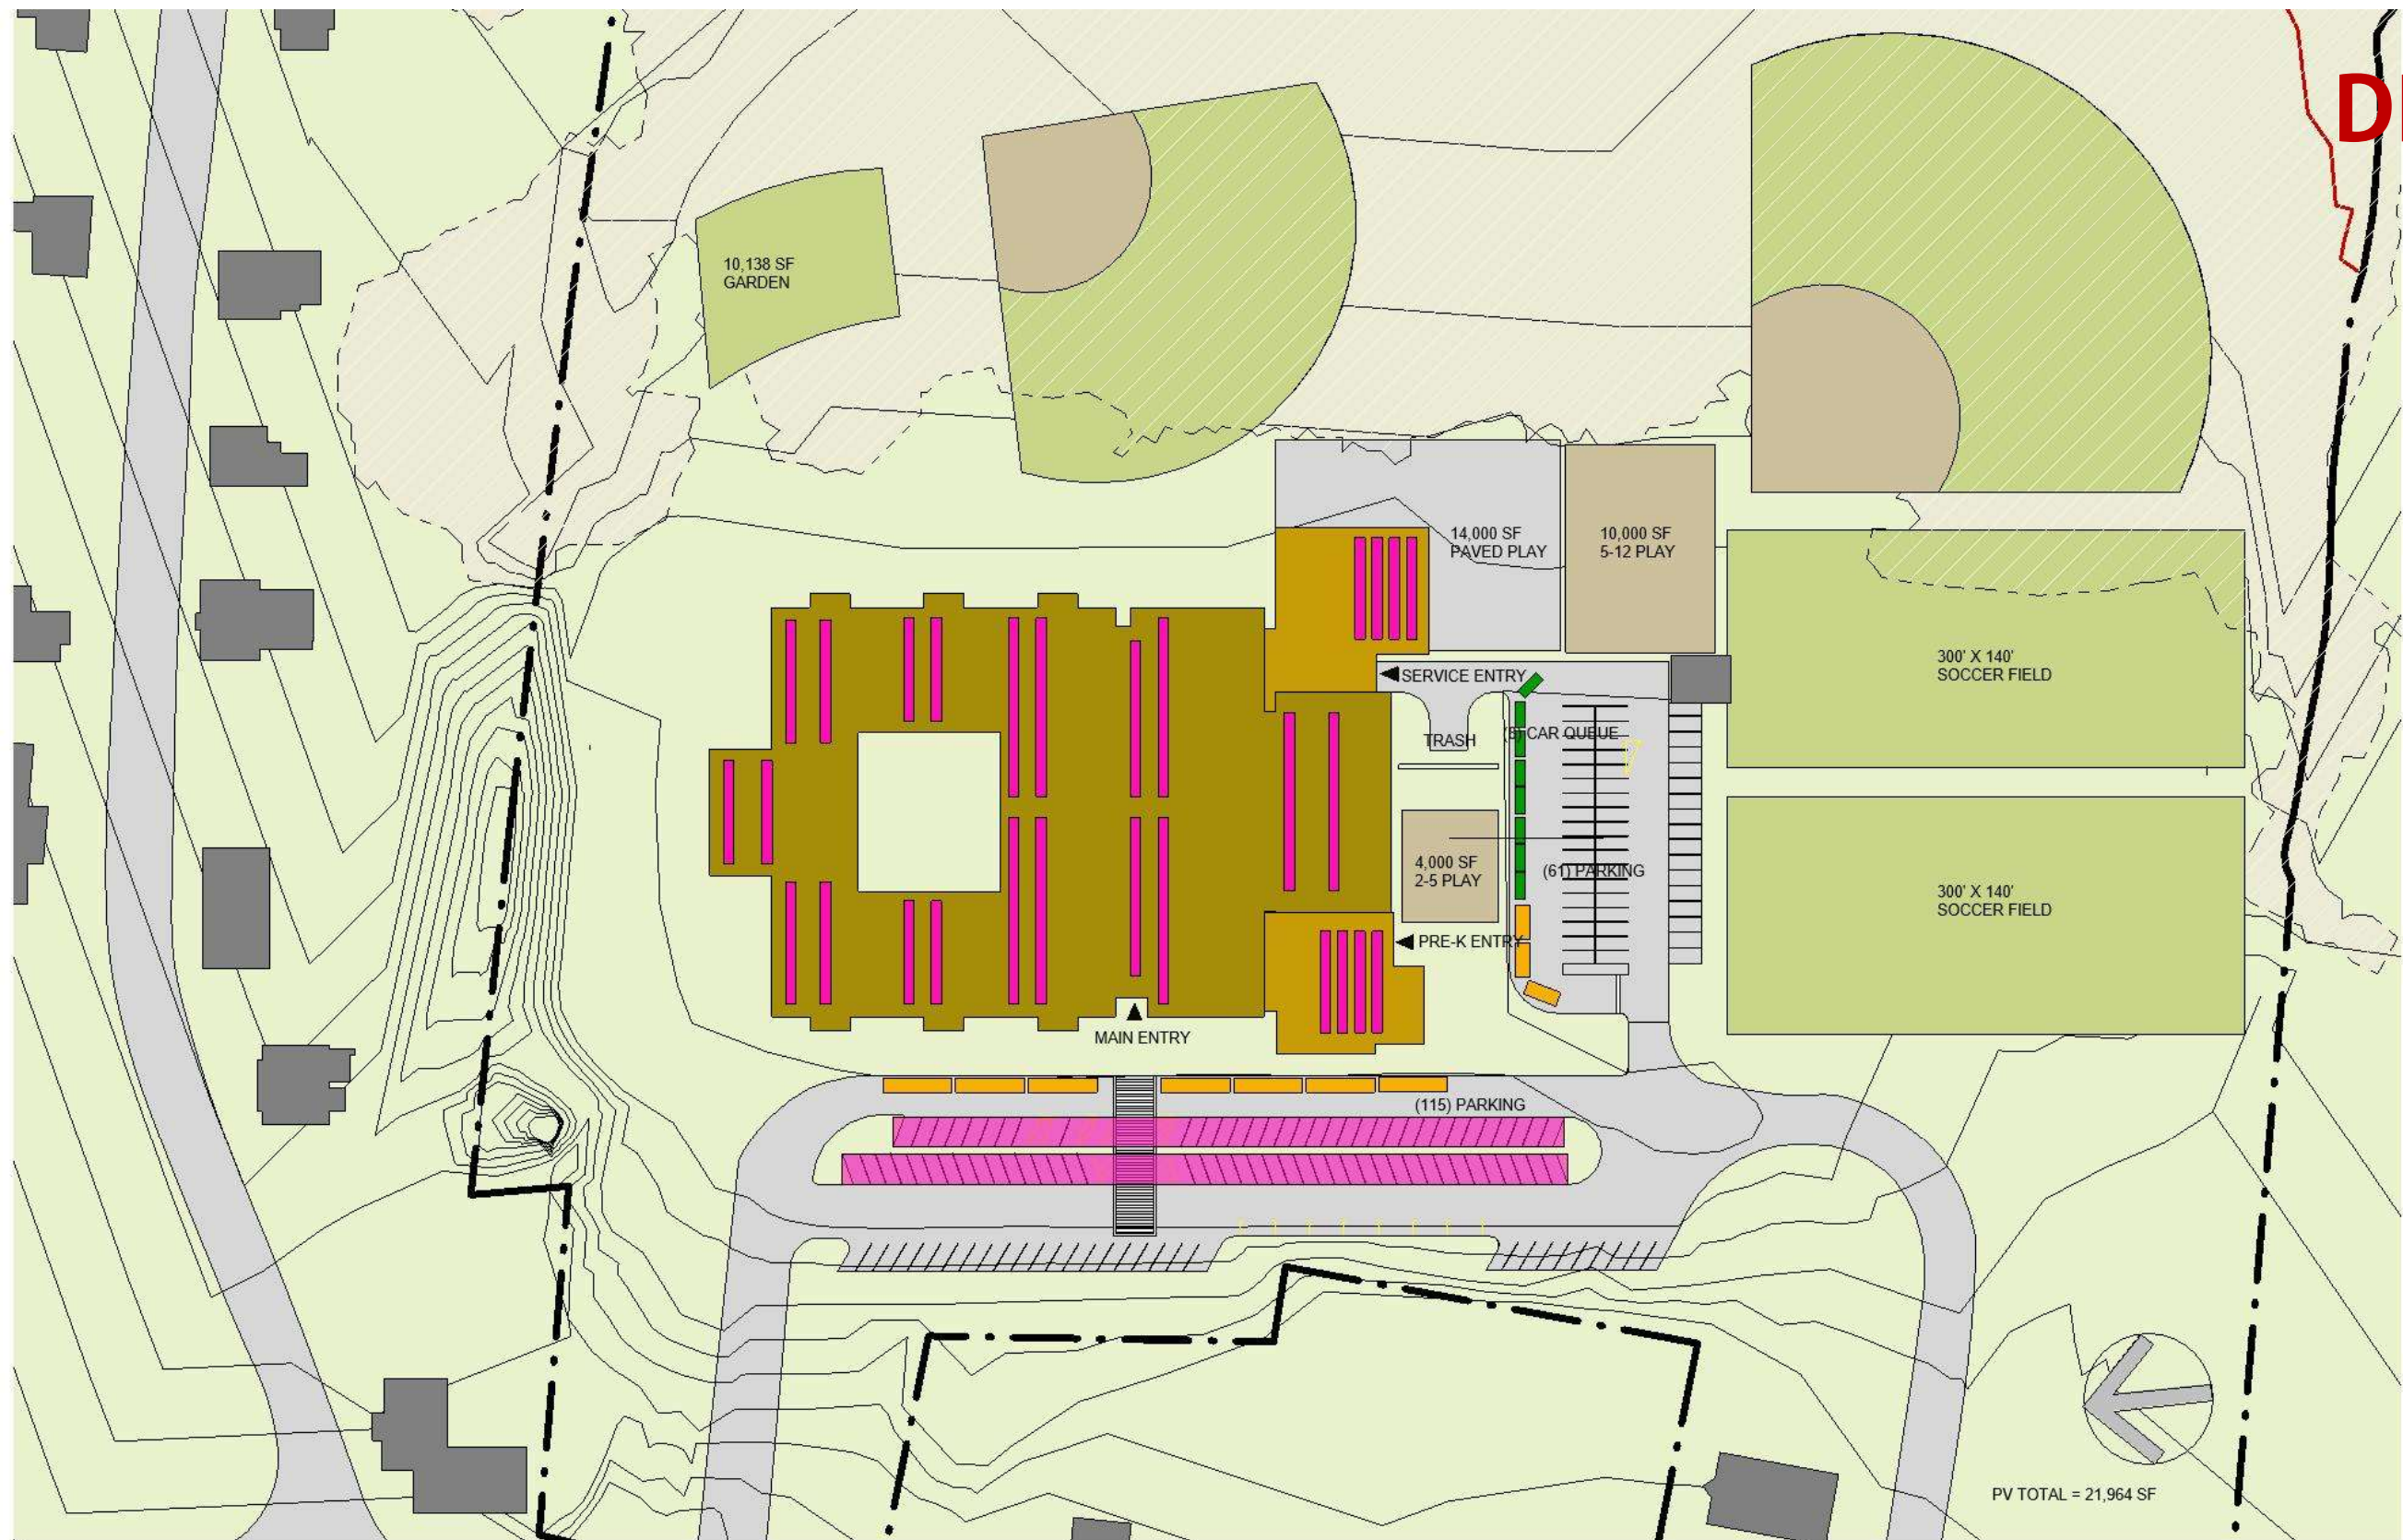 D
10,138 SF
GARDEN
14,000 SF
PAVED PLAY
10,000 SF
5-12 PLAY
300' X 140'
SOCCER FIELD
SERVICE ENTRY
TRASH
(8) CAR QUEUE
4,000 SF
2-5 PLAY
(61) PARKING
300' X 140'
SOCCER FIELD
PRE-K ENTRY
MAIN ENTRY
(115) PARKING
PV TOTAL = 21,964 SF